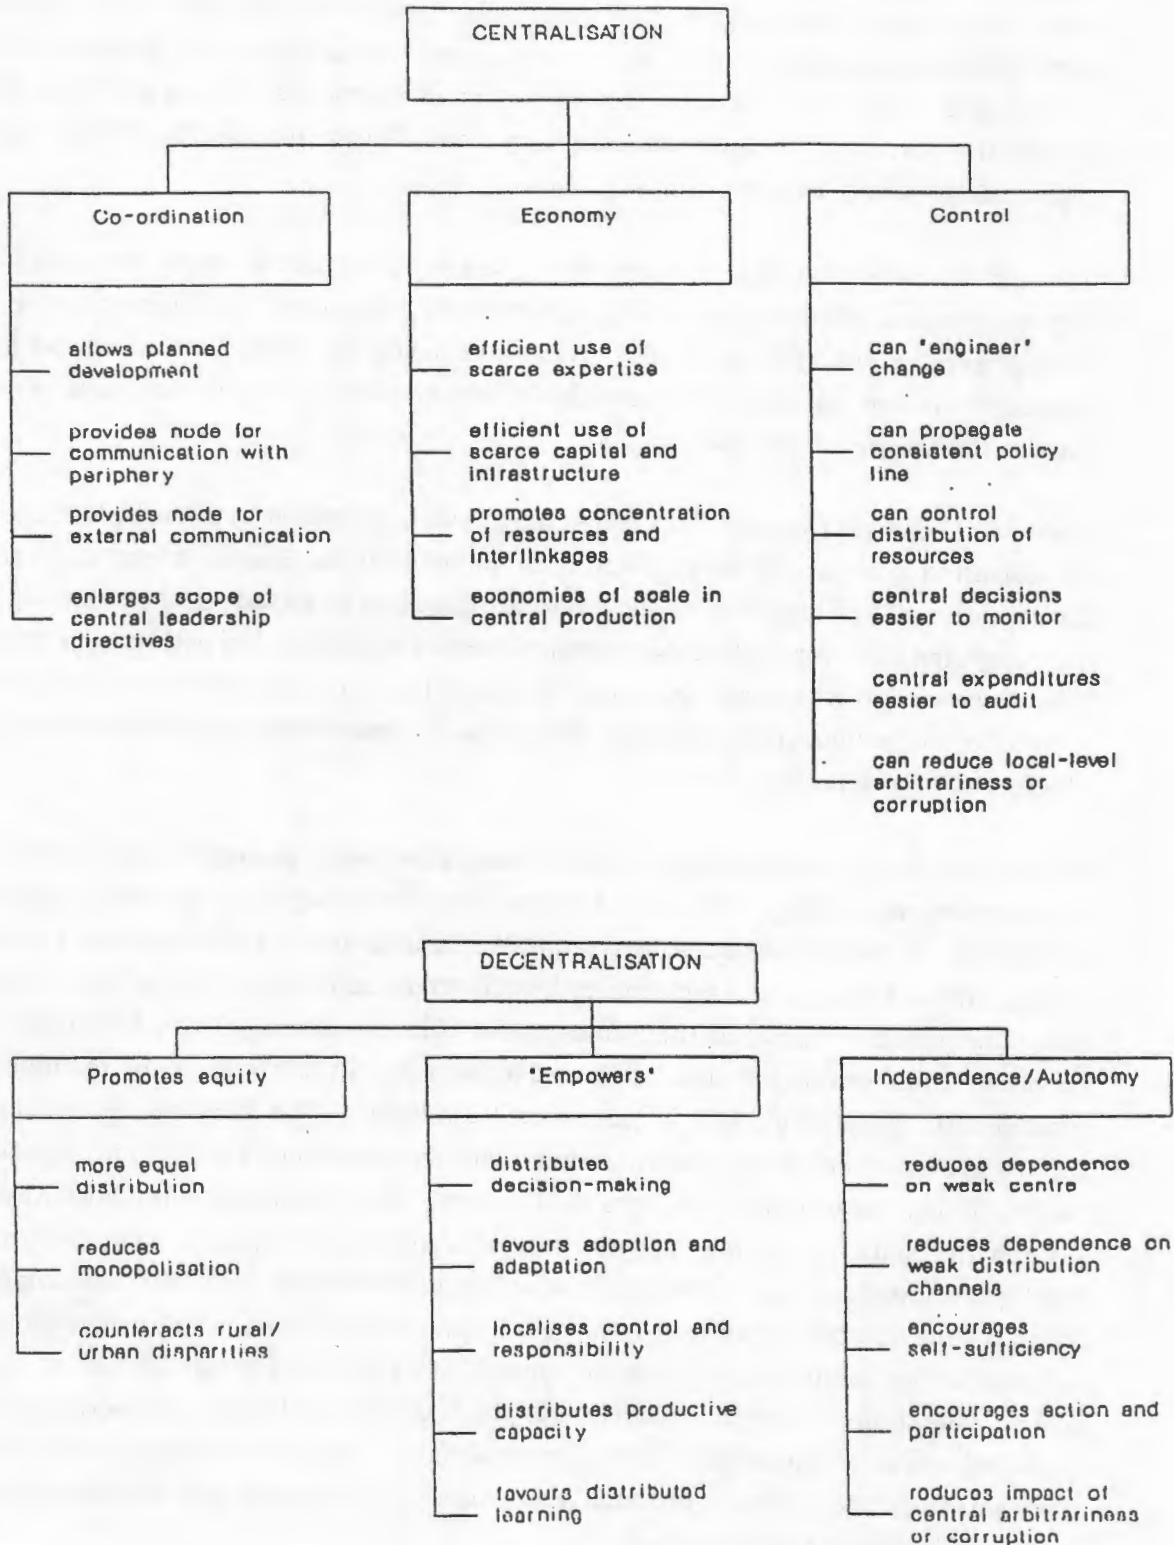 CENTRALISATION
Co-ordination
allows planned
development
provides node for
communication with
periphery
provides node for
external communication
enlarges scope of
central leadership
directives
Economy
efficient use of
scarce expertise
efficient use of
scarce capital and
infrastructure
promotes concentration
of resources and
interlinkages
economies of scale in
central production
Control
can "engineer"
change
can propagate
consistent policy
line
can control
distribution of
resources
central decisions
easier to monitor
central expenditures
easier to audit
can reduce local-level
arbitrariness or
corruption
DECENTRALISATION
Promotes equity
more equal
distribution
reduces
monopolisation
counteracts rural/
urban disparities
"Empowers"
distributes
decision-making
favours adoption and
adaptation
localises control and
responsibility
distributes productive
capacity
favours distributed
learning
Independence/Autonomy
reduces dependence
on weak centre
reduces dependence on
weak distribution
channels
encourages
self-sufficiency
encourages action and
participation
reduces impact of
central arbitrariness
or corruption